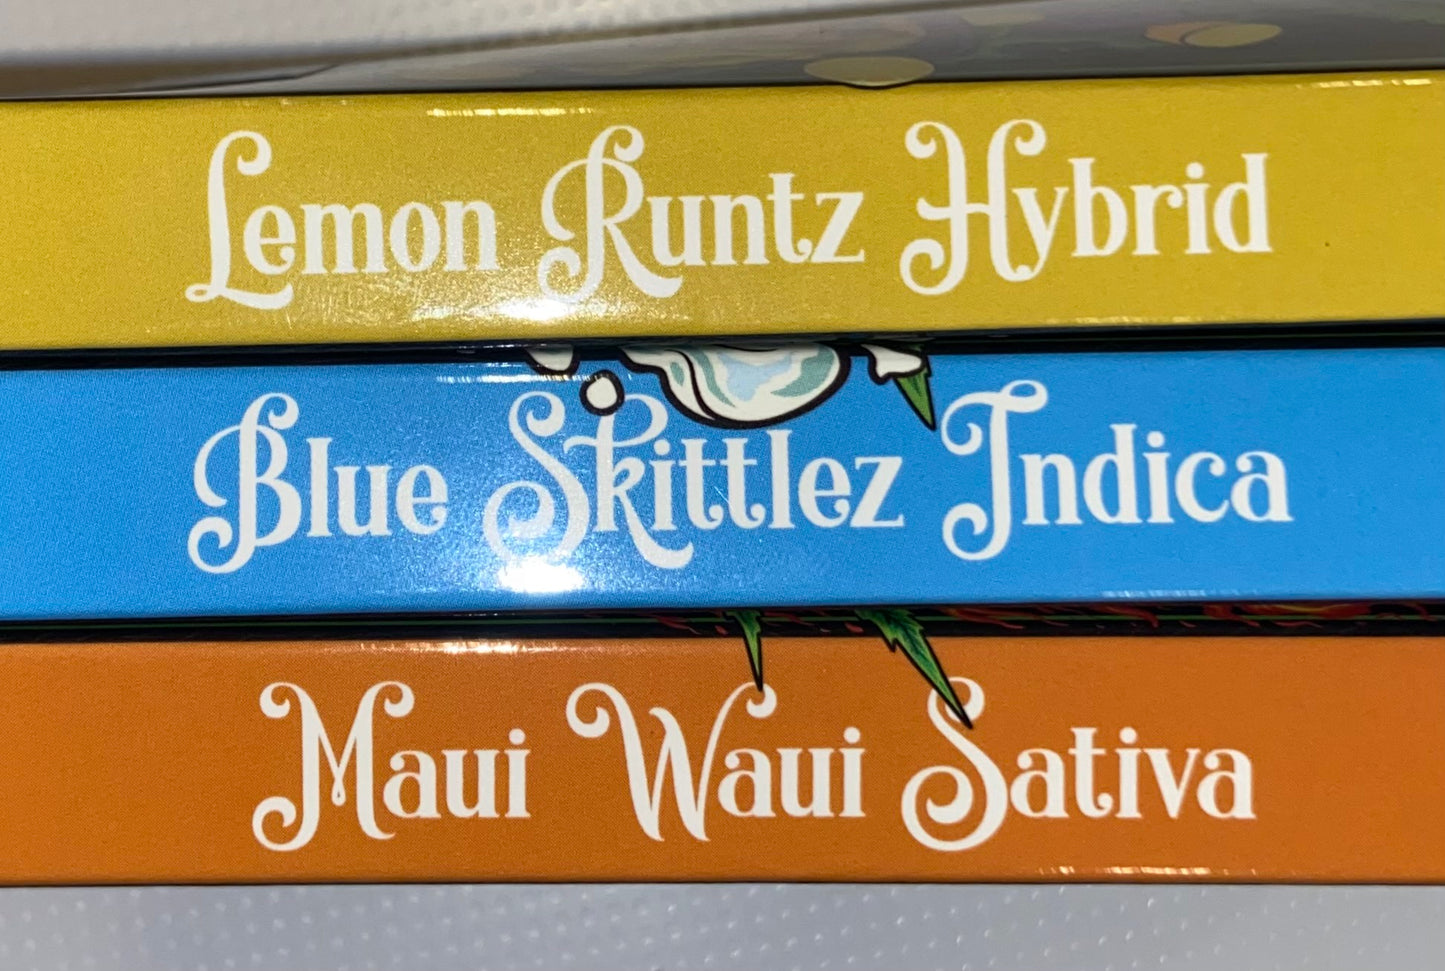 Lemon Runtz Hybrid
Blue Skittlez Indica
Maui Waui Sativa